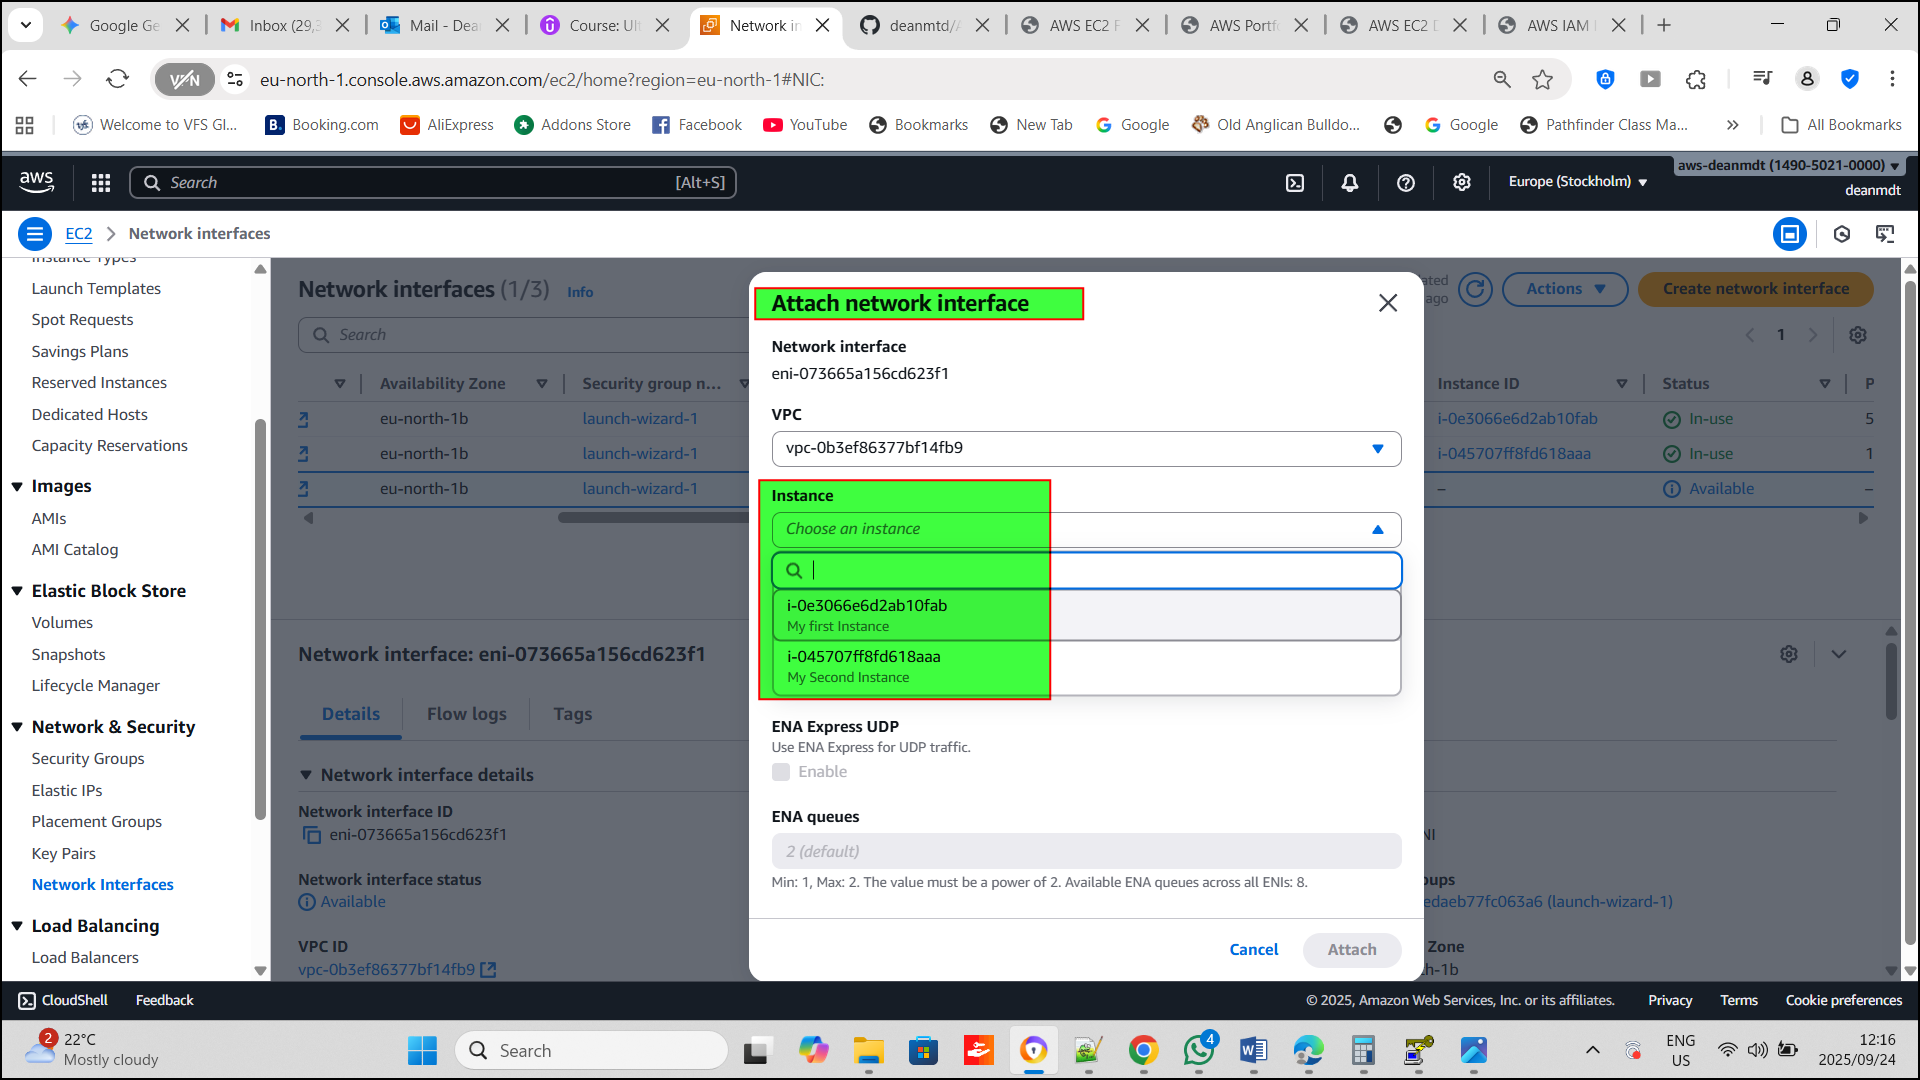 Google Ge
Inbox (29,3
Mail - Dear
Course: Ult
Network in
deanmtd/A
AWS EC2 F
AWS Portfo
AWS EC2 D
AWS IAM
VPN
eu-north-1.console.aws.amazon.com/ec2/home?region=eu-north-1#NIC:
Welcome to VFS Gl...
Booking.com
AliExpress
Addons Store
Facebook
YouTube
Bookmarks
New Tab
Google
Old Anglican Bulldo...
Google
Pathfinder Class Ma...
All Bookmarks
aws
Search
[Alt+S]
Europe (Stockholm)
aws-deanmdt (1490-5021-0000)
deanmdt
EC2
Network interfaces
Instance Types
Launch Templates
Spot Requests
Savings Plans
Reserved Instances
Dedicated Hosts
Capacity Reservations
Images
AMIs
AMI Catalog
Elastic Block Store
Volumes
Snapshots
Lifecycle Manager
Network & Security
Security Groups
Elastic IPs
Placement Groups
Key Pairs
Network Interfaces
Load Balancing
Load Balancers
Network interfaces (1/3) Info
ated
ago
Actions
Create network interface
Search
1
Availability Zone
Security group n...
Instance ID
Status
P
eu-north-1b
launch-wizard-1
i-0e3066e6d2ab10fab
In-use
5
eu-north-1b
launch-wizard-1
i-045707ff8fd618aaa
In-use
1
eu-north-1b
launch-wizard-1
–
Available
–
Network interface: eni-073665a156cd623f1
Details
Flow logs
Tags
Network interface details
Network interface ID
eni-073665a156cd623f1
NI
Network interface status
Available
oups
edaeb77fc063a6 (launch-wizard-1)
VPC ID
vpc-0b3ef86377bf14fb9
Zone
h-1b
Attach network interface
Network interface
eni-073665a156cd623f1
VPC
vpc-0b3ef86377bf14fb9
Instance
Choose an instance
i-0e3066e6d2ab10fab
My first Instance
i-045707ff8fd618aaa
My Second Instance
ENA Express UDP
Use ENA Express for UDP traffic.
Enable
ENA queues
2 (default)
Min: 1, Max: 2. The value must be a power of 2. Available ENA queues across all ENIs: 8.
Cancel
Attach
CloudShell
Feedback
© 2025, Amazon Web Services, Inc. or its affiliates.
Privacy
Terms
Cookie preferences
2
22°C
Mostly cloudy
Search
4
ENG
US
12:16
2025/09/24